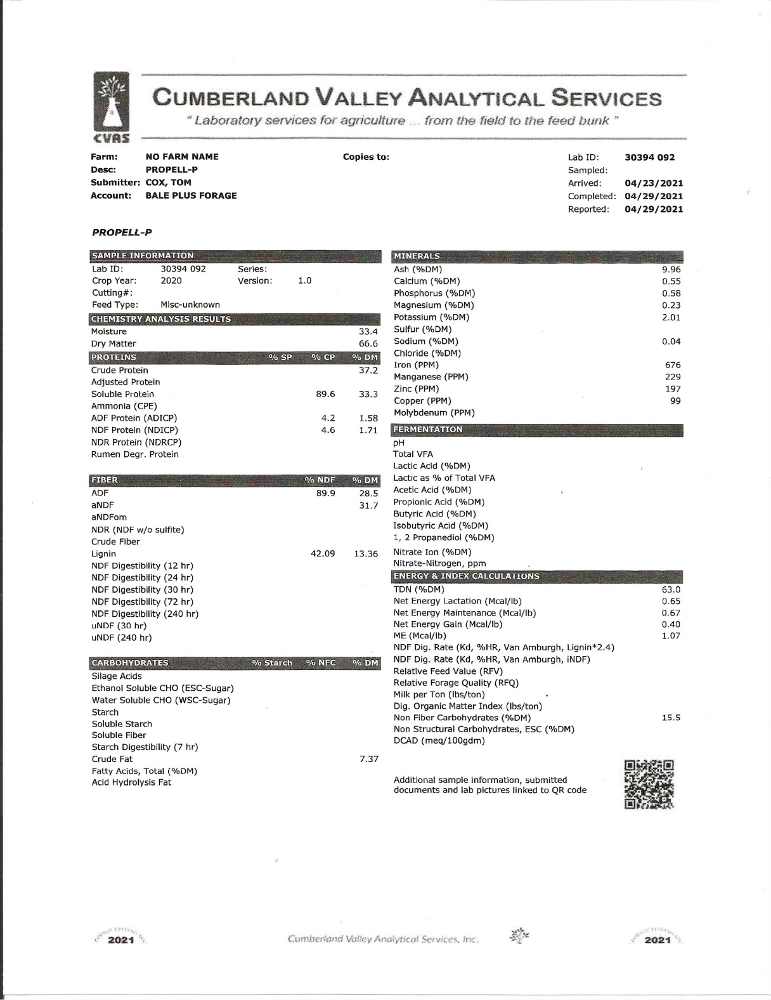 CUMBERLAND VALLEY ANALYTICAL SERVICES
" Laboratory services for agriculture ... from the field to the feed bunk "
CVAS
Farm: NO FARM NAME
Desc: PROPELL-P
Submitter: COX, TOM
Account: BALE PLUS FORAGE
Copies to:
Lab ID: 30394 092
Sampled:
Arrived: 04/23/2021
Completed: 04/29/2021
Reported: 04/29/2021
PROPELL-P
SAMPLE INFORMATION
Lab ID: 30394 092 Series:
Crop Year: 2020 Version: 1.0
Cutting#:
Feed Type: Misc-unknown
CHEMISTRY ANALYSIS RESULTS
Moisture 33.4
Dry Matter 66.6
PROTEINS % SP % CP % DM
Crude Protein 37.2
Adjusted Protein
Soluble Protein 89.6 33.3
Ammonia (CPE)
ADF Protein (ADICP) 4.2 1.58
NDF Protein (NDICP) 4.6 1.71
NDR Protein (NDRCP)
Rumen Degr. Protein
FIBER % NDF % DM
ADF 89.9 28.5
aNDF 31.7
aNDFom
NDR (NDF w/o sulfite)
Crude Fiber
Lignin 42.09 13.36
NDF Digestibility (12 hr)
NDF Digestibility (24 hr)
NDF Digestibility (30 hr)
NDF Digestibility (72 hr)
NDF Digestibility (240 hr)
uNDF (30 hr)
uNDF (240 hr)
CARBOHYDRATES % Starch % NFC % DM
Silage Acids
Ethanol Soluble CHO (ESC-Sugar)
Water Soluble CHO (WSC-Sugar)
Starch
Soluble Starch
Soluble Fiber
Starch Digestibility (7 hr)
Crude Fat 7.37
Fatty Acids, Total (%DM)
Acid Hydrolysis Fat
MINERALS
Ash (%DM) 9.96
Calcium (%DM) 0.55
Phosphorus (%DM) 0.58
Magnesium (%DM) 0.23
Potassium (%DM) 2.01
Sulfur (%DM)
Sodium (%DM) 0.04
Chloride (%DM)
Iron (PPM) 676
Manganese (PPM) 229
Zinc (PPM) 197
Copper (PPM) 99
Molybdenum (PPM)
FERMENTATION
pH
Total VFA
Lactic Acid (%DM)
Lactic as % of Total VFA
Acetic Acid (%DM)
Propionic Acid (%DM)
Butyric Acid (%DM)
Isobutyric Acid (%DM)
1, 2 Propanediol (%DM)
Nitrate Ion (%DM)
Nitrate-Nitrogen, ppm
ENERGY & INDEX CALCULATIONS
TDN (%DM) 63.0
Net Energy Lactation (Mcal/lb) 0.65
Net Energy Maintenance (Mcal/lb) 0.67
Net Energy Gain (Mcal/lb) 0.40
ME (Mcal/lb) 1.07
NDF Dig. Rate (Kd, %HR, Van Amburgh, Lignin*2.4)
NDF Dig. Rate (Kd, %HR, Van Amburgh, iNDF)
Relative Feed Value (RFV)
Relative Forage Quality (RFQ)
Milk per Ton (lbs/ton)
Dig. Organic Matter Index (lbs/ton)
Non Fiber Carbohydrates (%DM) 15.5
Non Structural Carbohydrates, ESC (%DM)
DCAD (meq/100gdm)
Additional sample information, submitted
documents and lab pictures linked to QR code
2021
Cumberland Valley Analytical Services, Inc.
2021